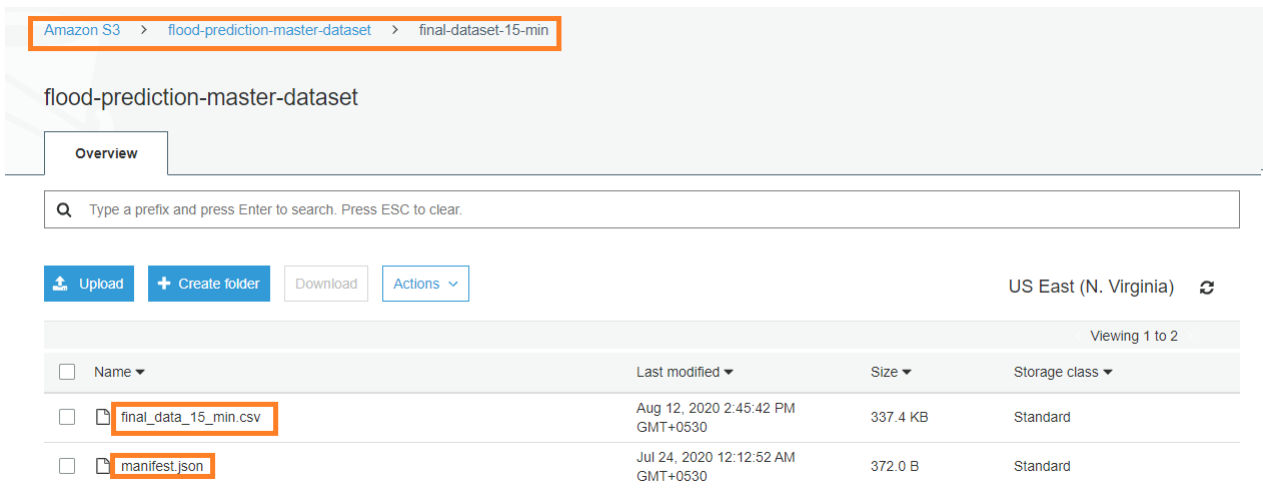 Amazon S3 > flood-prediction-master-dataset > final-dataset-15-min
flood-prediction-master-dataset
Overview
Type a prefix and press Enter to search. Press ESC to clear.
Upload + Create folder Download Actions
US East (N. Virginia)
Viewing 1 to 2
Name Last modified Size Storage class
final_data_15_min.csv Aug 12, 2020 2:45:42 PM 337.4 KB Standard
GMT+0530
manifest.json Jul 24, 2020 12:12:52 AM 372.0 B Standard
GMT+0530